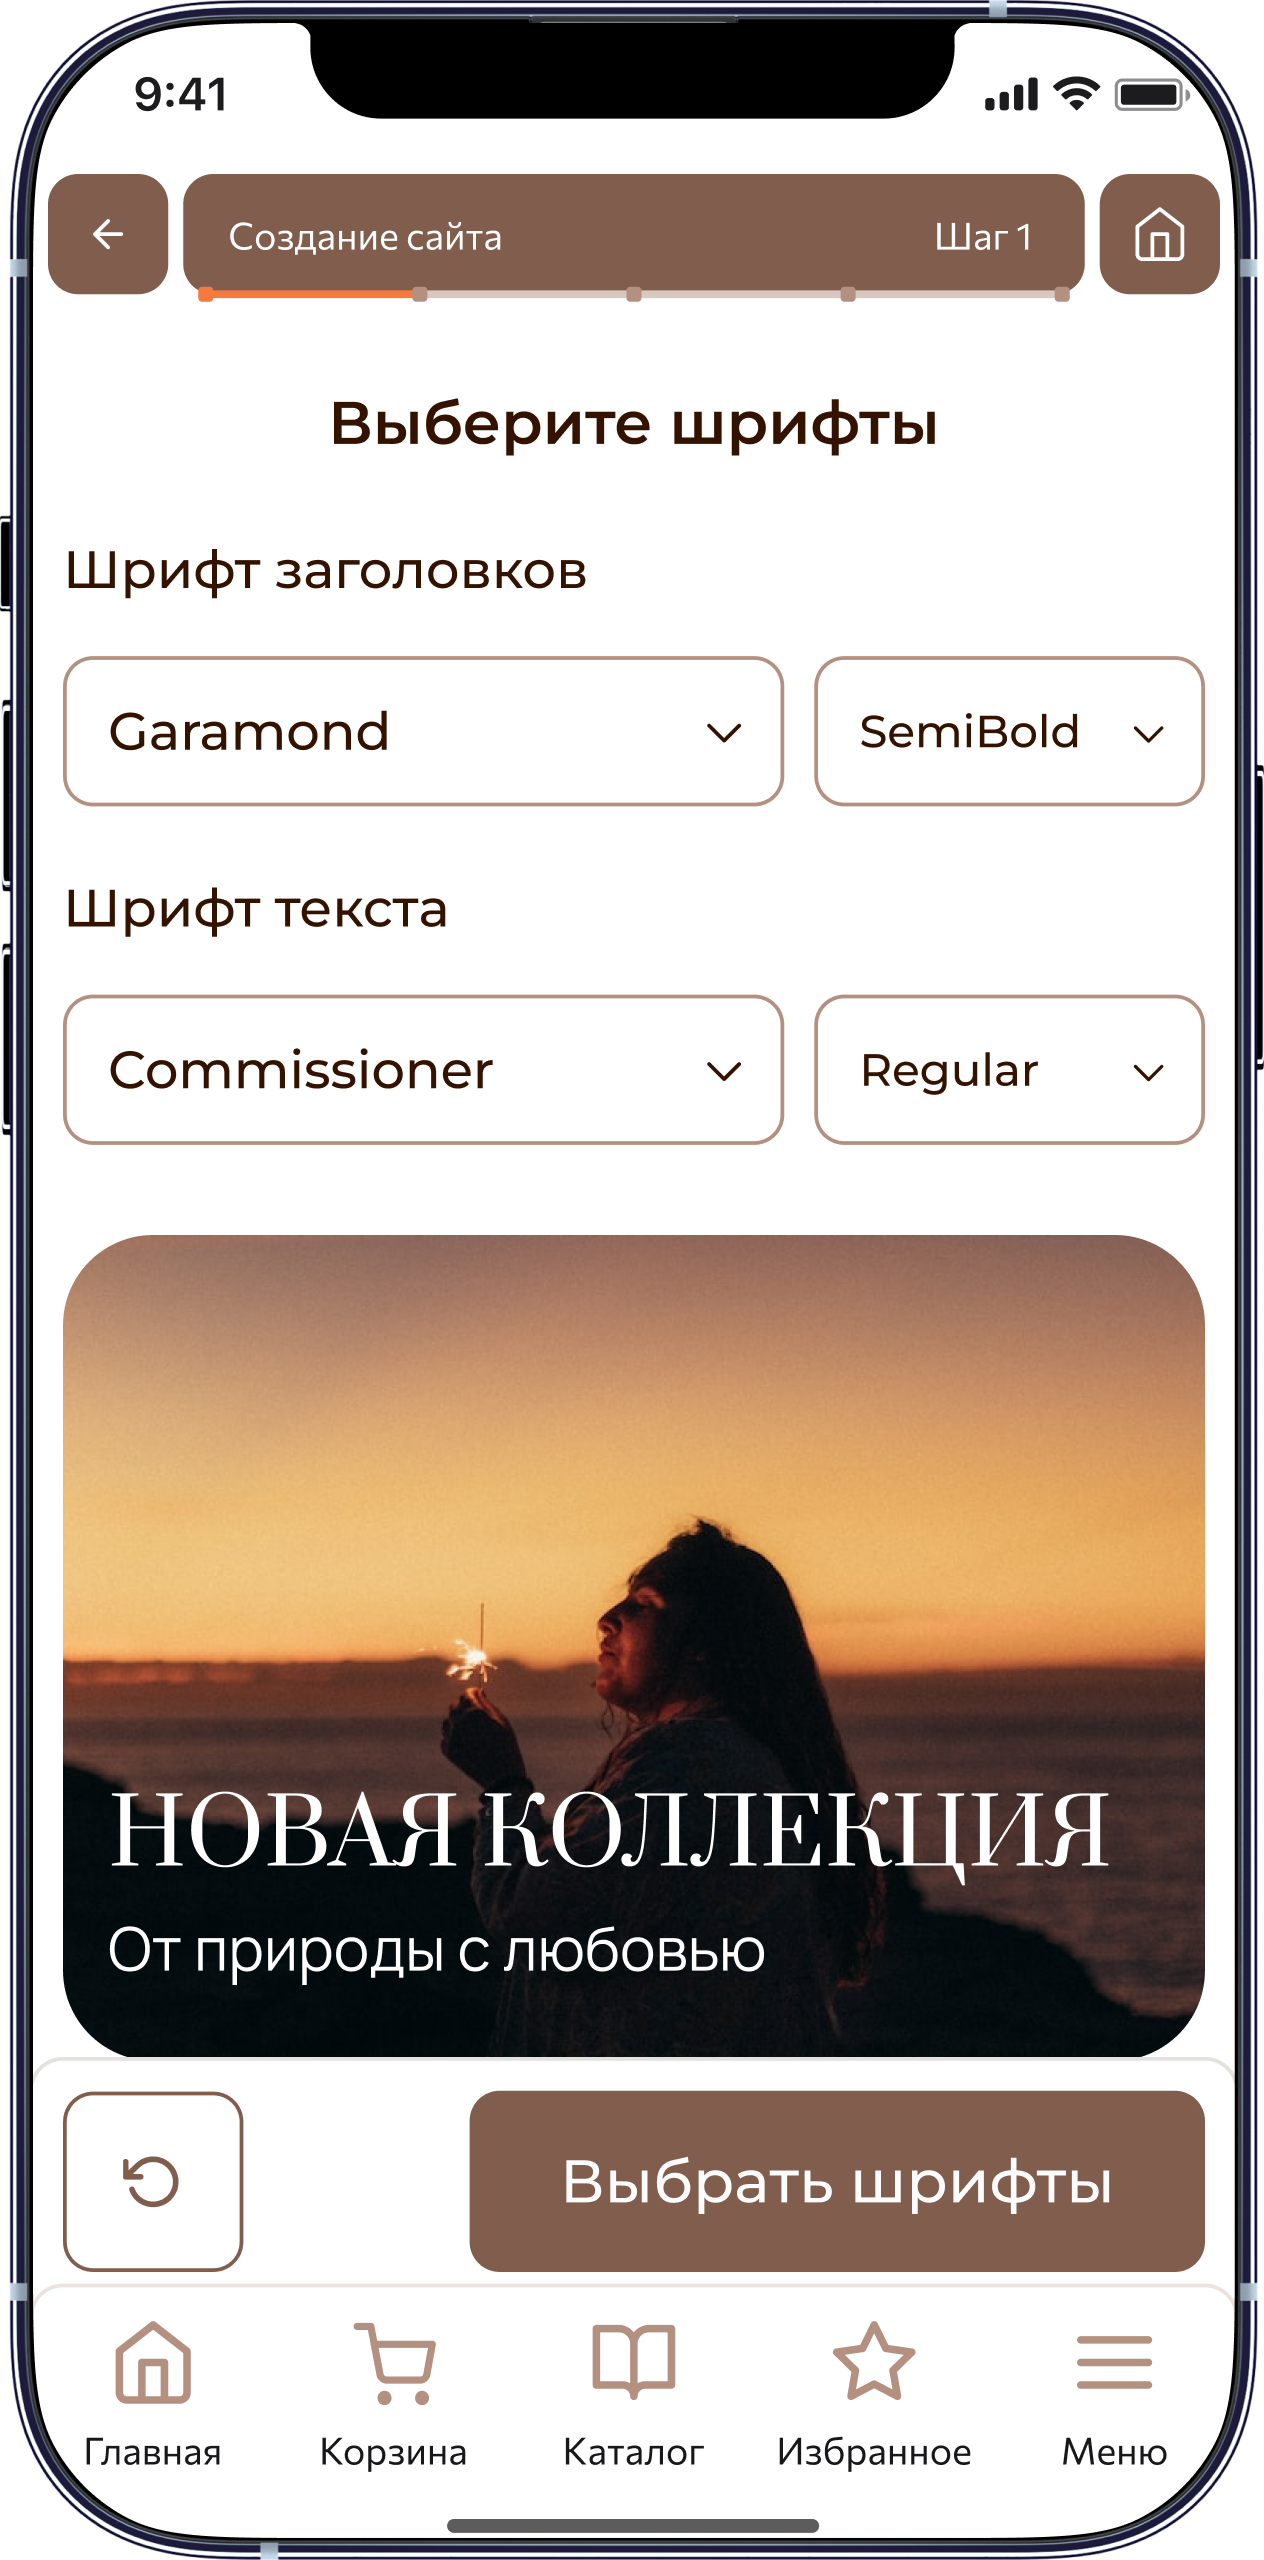 9:41
Создание сайта
Шаг 1
Выберите шрифты
Шрифт заголовков
Garamond
SemiBold
Шрифт текста
Commissioner
Regular
НОВАЯ КОЛЛЕКЦИЯ
От природы с любовью
Выбрать шрифты
Главная
Корзина
Каталог
Избранное
Меню